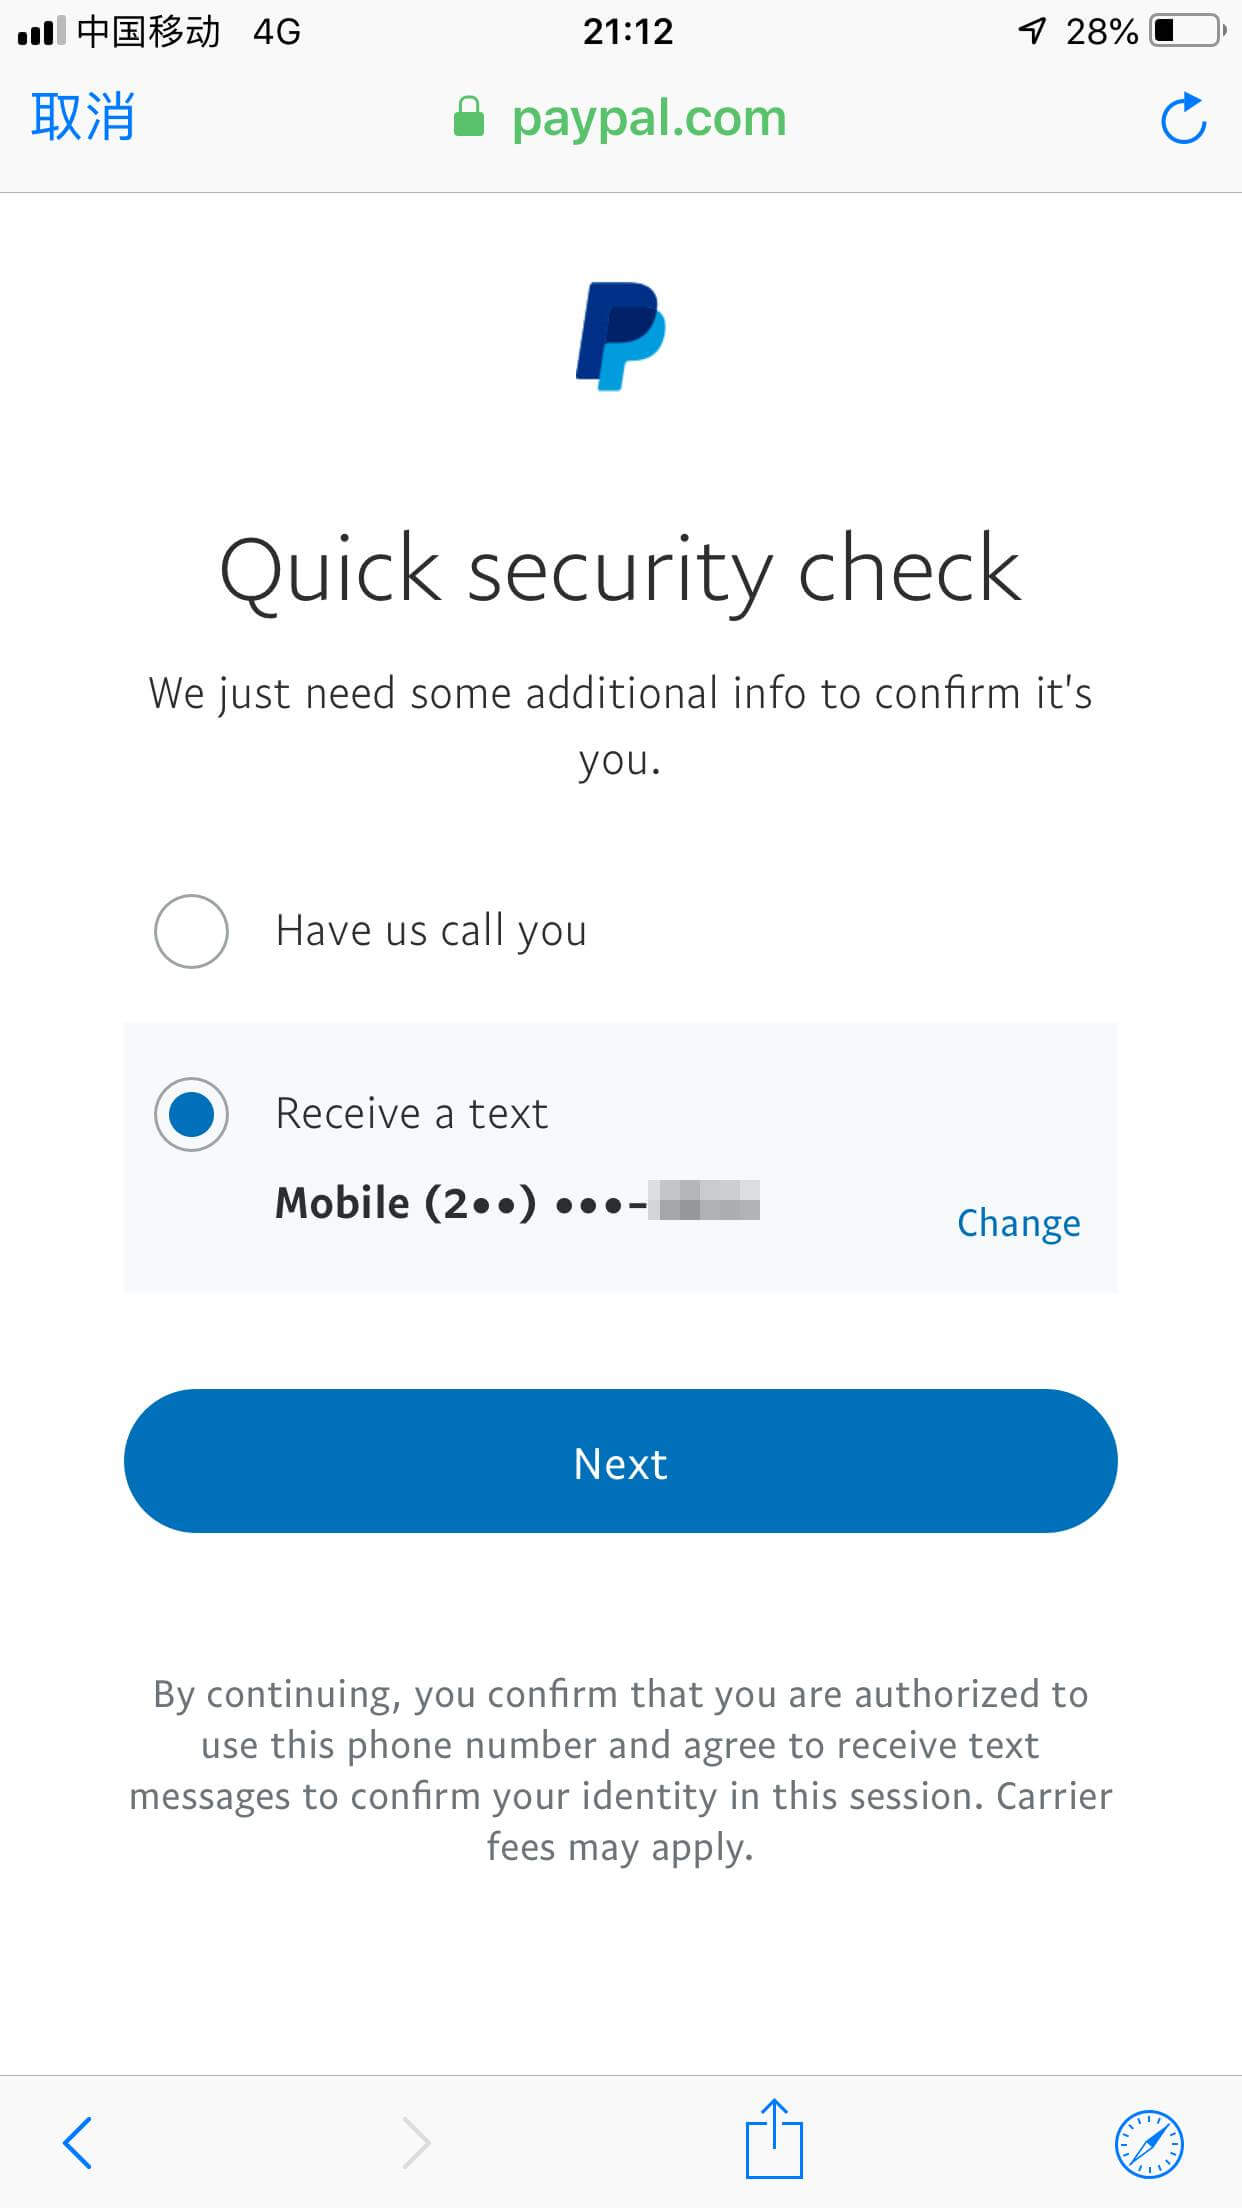 中国移动 4G 21:12 28%
取消 paypal.com
Quick security check
We just need some additional info to confirm it's
you.
Have us call you
Receive a text
Mobile (2••) •••-
Change
Next
By continuing, you confirm that you are authorized to
use this phone number and agree to receive text
messages to confirm your identity in this session. Carrier
fees may apply.